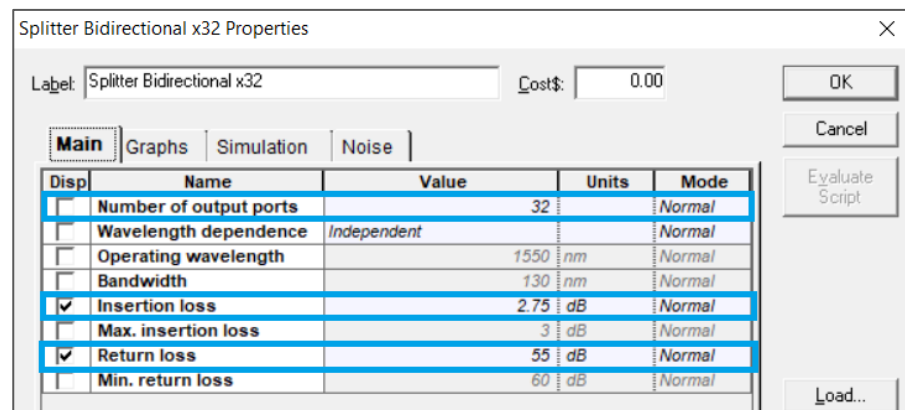 Splitter Bidirectional x32 Properties
Label: Splitter Bidirectional x32 Cost$: 0.00 OK
Cancel
Main Graphs Simulation Noise
Evaluate Script
Disp Name Value Units Mode
Number of output ports 32 Normal
Wavelength dependence Independent Normal
Operating wavelength 1550 nm Normal
Bandwidth 130 nm Normal
Insertion loss 2.75 dB Normal
Max. insertion loss 3 dB Normal
Return loss 55 dB Normal
Min. return loss 60 dB Normal
Load...